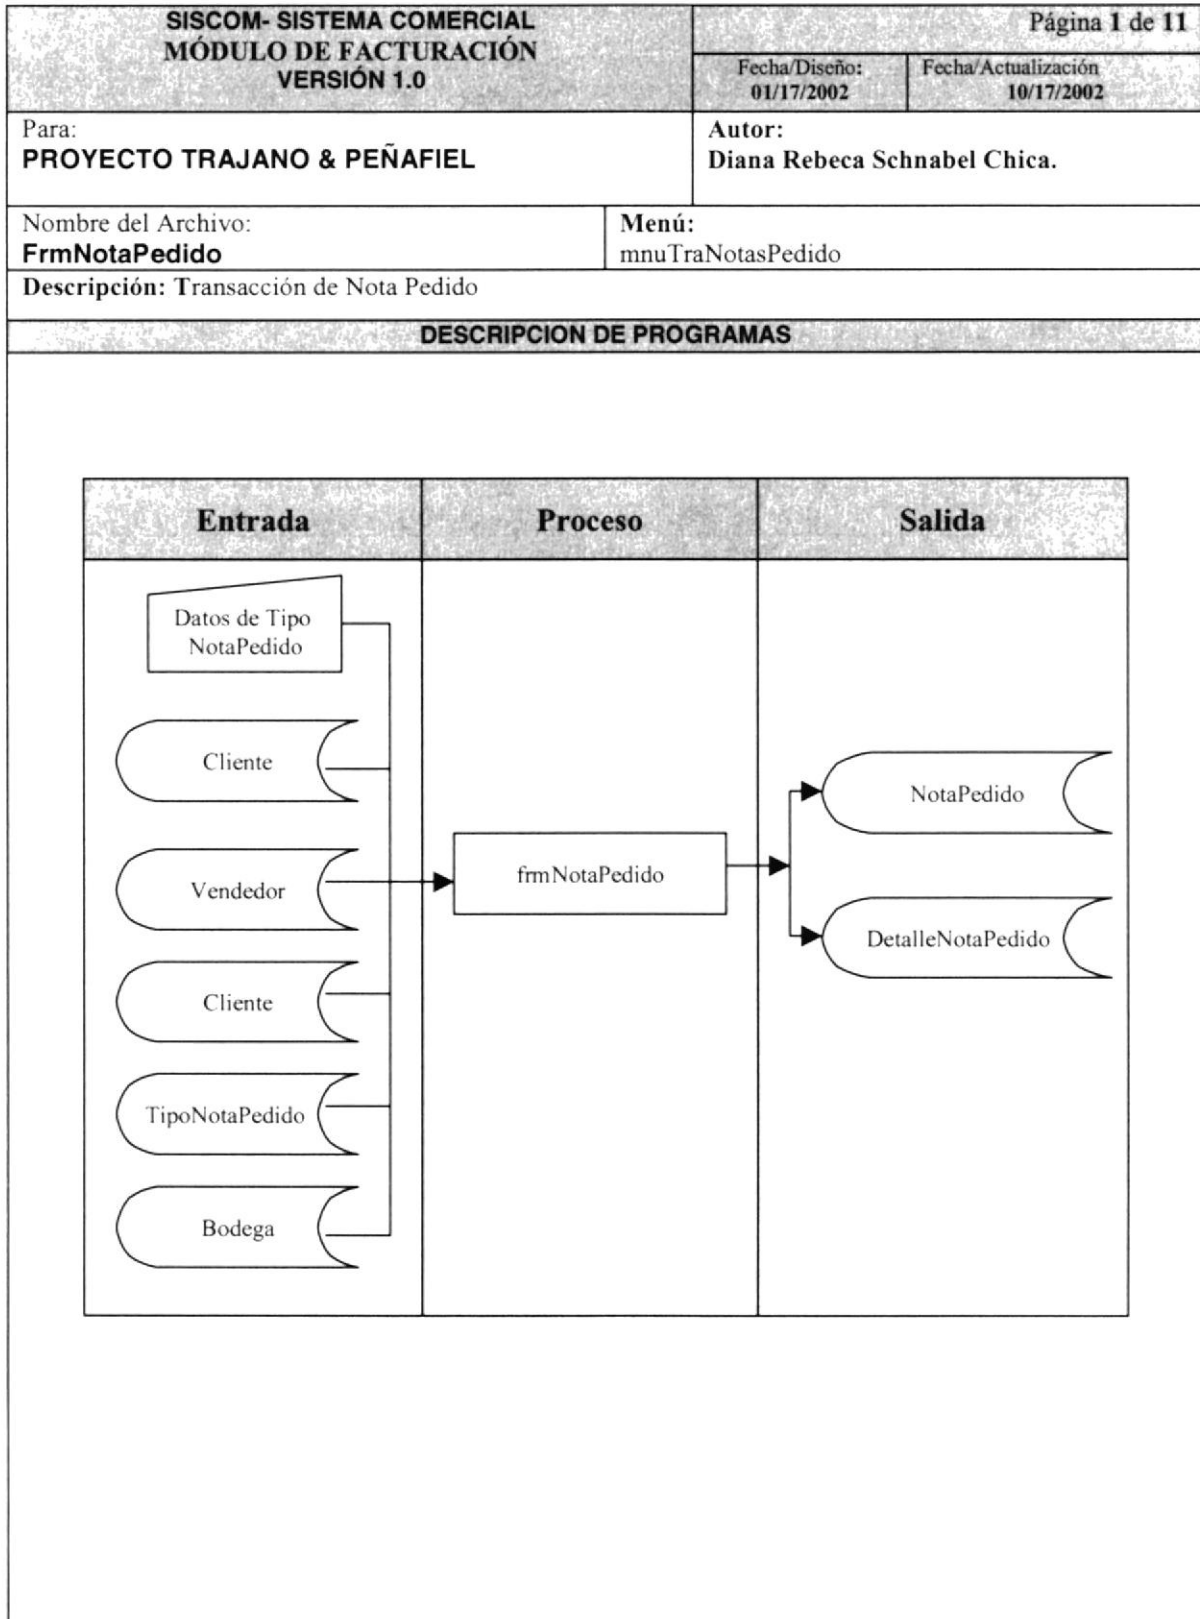 SISCOM- SISTEMA COMERCIAL
MÓDULO DE FACTURACIÓN
VERSIÓN 1.0
Página 1 de 11
Fecha/Diseño:
01/17/2002
Fecha/Actualización
10/17/2002
Para:
PROYECTO TRAJANO & PEÑAFIEL
Autor:
Diana Rebeca Schnabel Chica.
Nombre del Archivo:
FrmNotaPedido
Menú:
mnuTraNotasPedido
Descripción: Transacción de Nota Pedido
DESCRIPCION DE PROGRAMAS
Entrada
Proceso
Salida
Datos de Tipo
NotaPedido
Cliente
Vendedor
Cliente
TipoNotaPedido
Bodega
frmNotaPedido
NotaPedido
DetalleNotaPedido